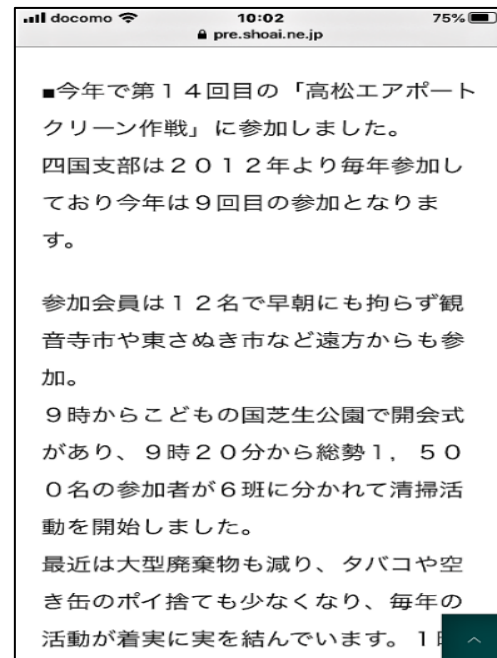 docomo 10:02 75%
pre.shoai.ne.jp
■今年で第１４回目の「高松エアポート
クリーン作戦」に参加しました。
四国支部は２０１２年より毎年参加し
ており今年は９回目の参加となりま
す。
参加会員は１２名で早朝にも拘らず観
音寺市や東さぬき市など遠方からも参
加。
９時からこどもの国芝生公園で開会式
があり、９時２０分から総勢１，５０
０名の参加者が６班に分かれて清掃活
動を開始しました。
最近は大型廃棄物も減り、タバコや空
き缶のポイ捨ても少なくなり、毎年の
活動が着実に実を結んでいます。１